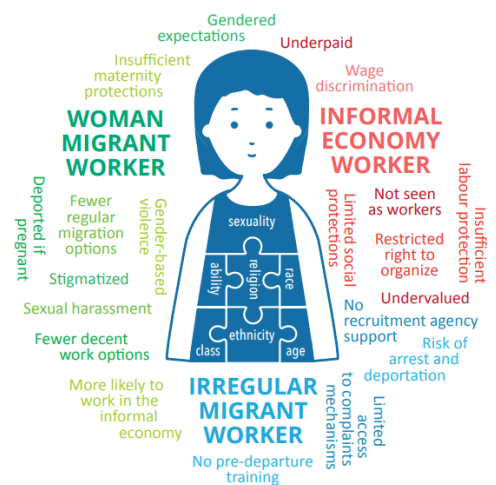 Gendered
expectations
Underpaid
Insufficient
maternity
protections
Wage
discrimination
WOMAN
MIGRANT
WORKER
INFORMAL
ECONOMY
WORKER
Deported if
pregnant
Fewer
regular
migration
options
Gender-based
violence
Stigmatized
Sexual harassment
Fewer decent
work options
More likely to
work in the
informal
economy
sexuality
ability
religion
race
ethnicity
class
age
Limited social
protections
Not seen
as workers
Insufficient
labour protection
Restricted
right to
organize
Undervalued
No
recruitment agency
support
Risk of
arrest and
deportation
Limited
access
to complaints
mechanisms
IRREGULAR
MIGRANT
WORKER
No pre-departure
training